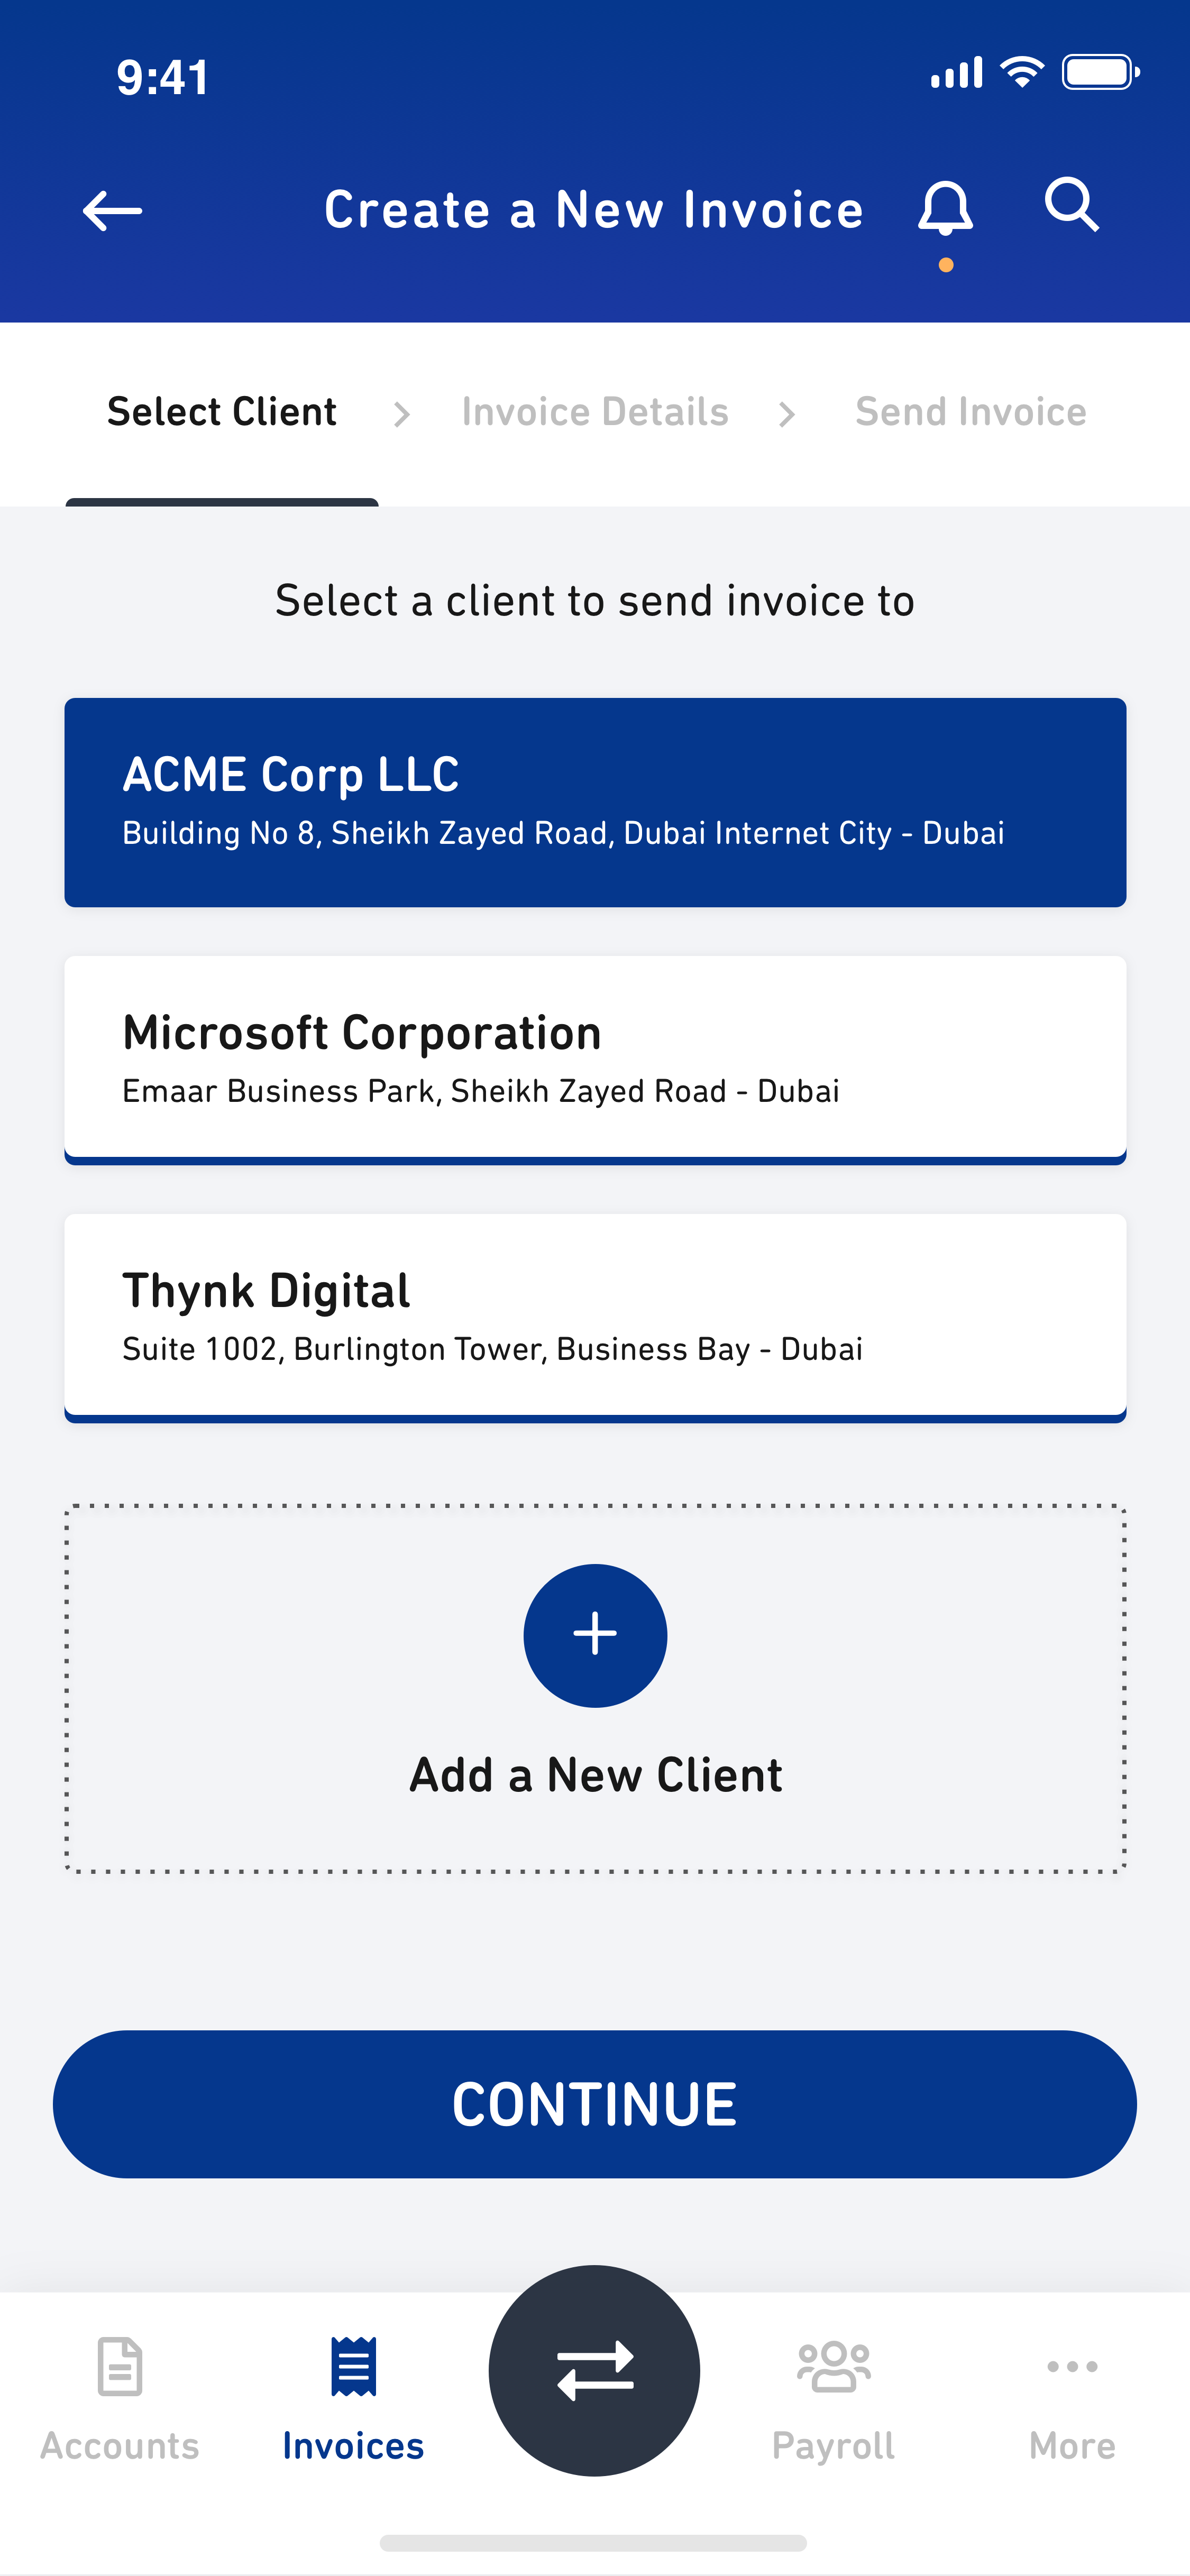 9:41
Create a New Invoice
Select Client
Invoice Details
Send Invoice
Select a client to send invoice to
ACME Corp LLC
Building No 8, Sheikh Zayed Road, Dubai Internet City - Dubai
Microsoft Corporation
Emaar Business Park, Sheikh Zayed Road - Dubai
Thynk Digital
Suite 1002, Burlington Tower, Business Bay - Dubai
Add a New Client
CONTINUE
Accounts
Invoices
Payroll
More